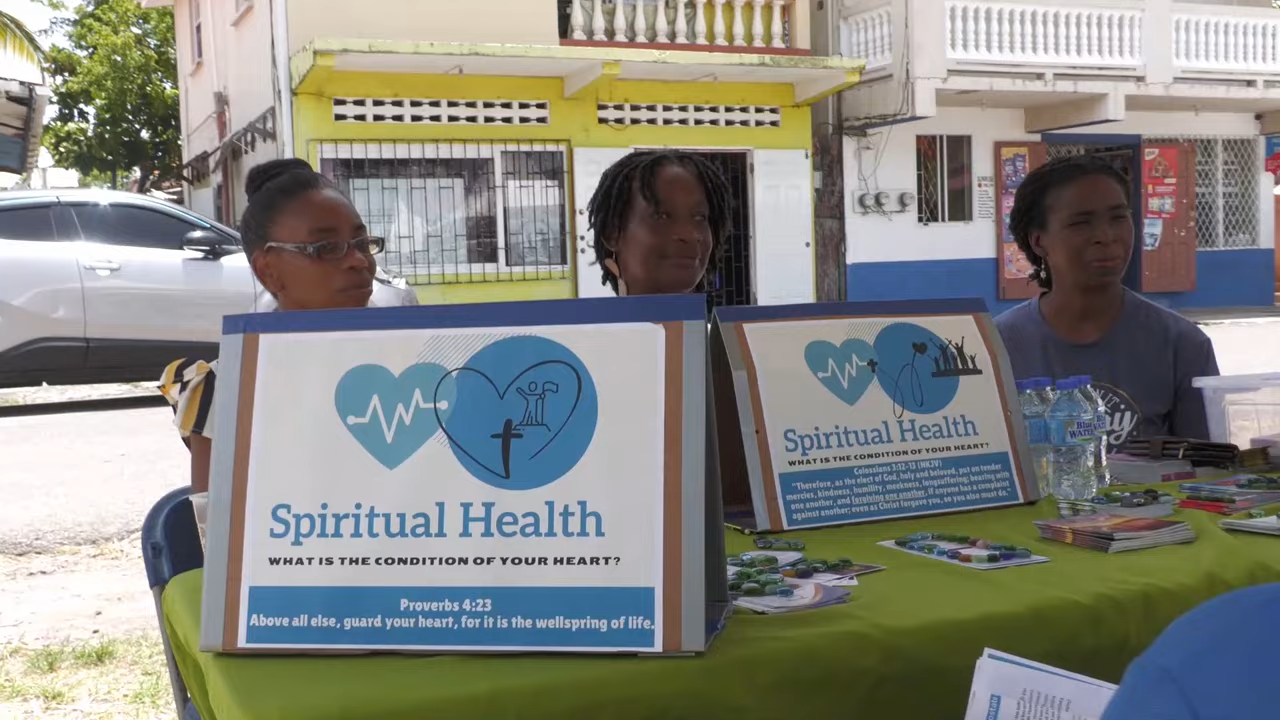 Spiritual Health
WHAT IS THE CONDITION OF YOUR HEART?
Proverbs 4:23
Above all else, guard your heart, for it is the wellspring of life.
Spiritual Health
WHAT IS THE CONDITION OF YOUR HEART?
Colossians 3:12-13 (NKJV)
"Therefore, as the elect of God, holy and beloved, put on tender
mercies, kindness, humility, meekness, longsuffering; bearing with
one another, and forgiving one another, if anyone has a complaint
against another; even as Christ forgave you, so you also must do."
WATER